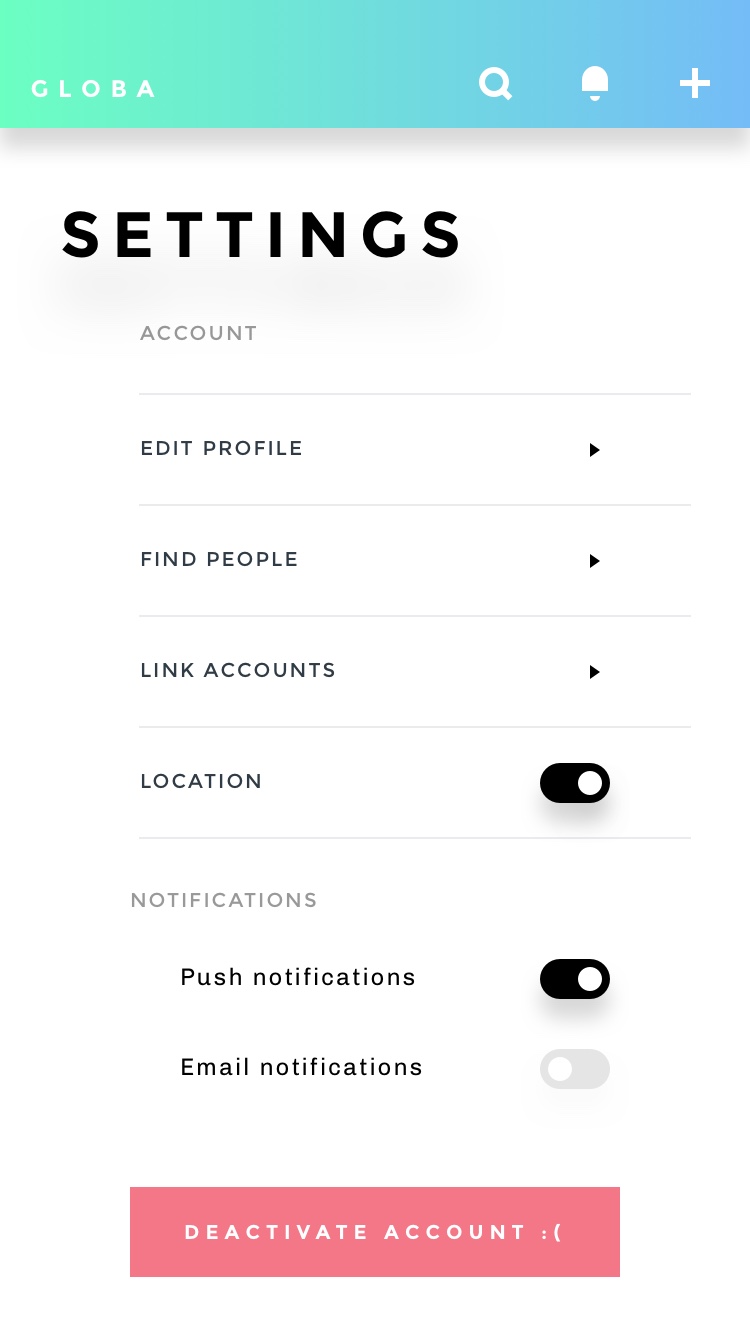 GLOBA
SETTINGS
ACCOUNT
EDIT PROFILE
FIND PEOPLE
LINK ACCOUNTS
LOCATION
NOTIFICATIONS
Push notifications
Email notifications
DEACTIVATE ACCOUNT :(